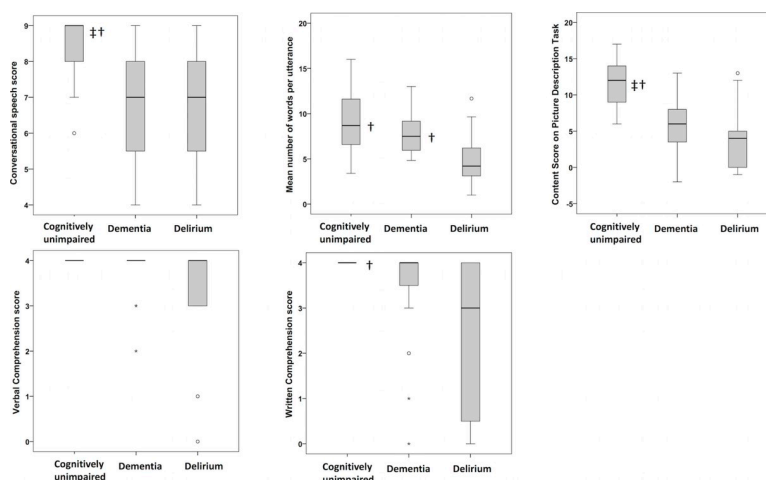 Conversational speech score
9
8
7
6
5
4
‡†
Cognitively
unimpaired
Dementia
Delirium
Mean number of words per utterance
20
15
10
5
0
†
†
Cognitively
unimpaired
Dementia
Delirium
Content Score on Picture Description Task
20
15
10
5
0
-5
‡†
Cognitively
unimpaired
Dementia
Delirium
Verbal Comprehension score
4
3
2
1
0
Cognitively
unimpaired
Dementia
Delirium
Written Comprehension score
4
3
2
1
0
†
Cognitively
unimpaired
Dementia
Delirium